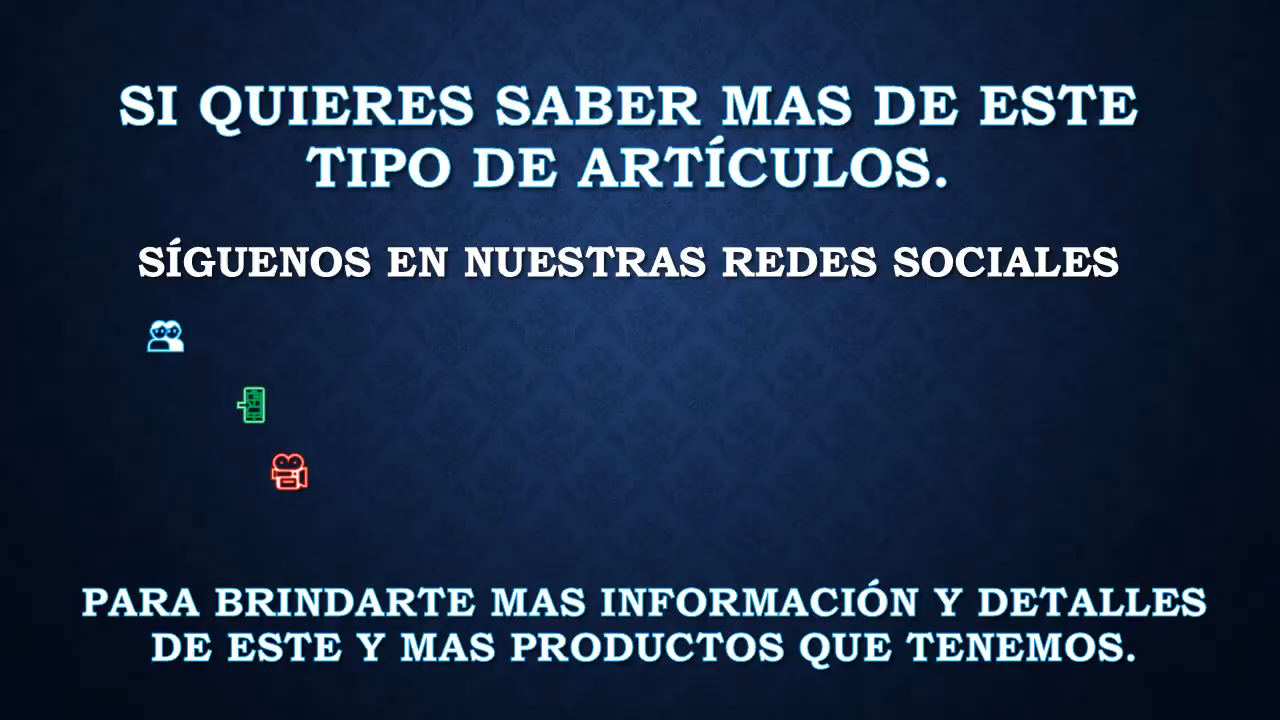 SI QUIERES SABER MAS DE ESTE
TIPO DE ARTÍCULOS.
SÍGUENOS EN NUESTRAS REDES SOCIALES
PARA BRINDARTE MAS INFORMACIÓN Y DETALLES
DE ESTE Y MAS PRODUCTOS QUE TENEMOS.